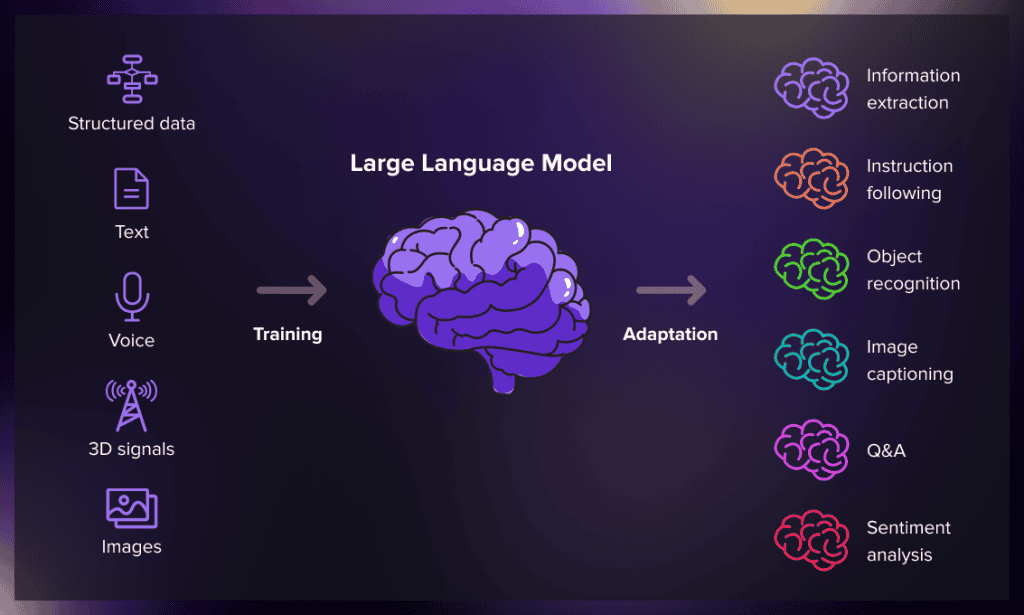 Structured data
Text
Voice
3D signals
Images
Training
Large Language Model
Adaptation
Information
extraction
Instruction
following
Object
recognition
Image
captioning
Q&A
Sentiment
analysis